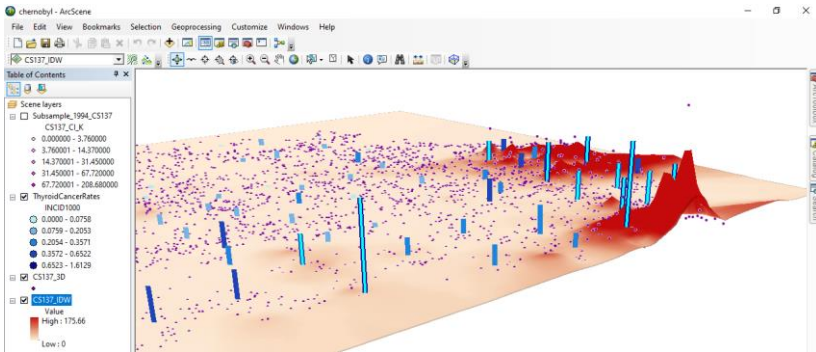 chernobyl - ArcScene
File Edit View Bookmarks Selection Geoprocessing Customize Windows Help
CS137_IDW
Table of Contents
Scene layers
Subsample_1994_CS137
CS137_CI_K
0.000000 - 3.760000
3.760001 - 14.370000
14.370001 - 31.450000
31.450001 - 67.720000
67.720001 - 208.680000
ThyroidCancerRates
INCID1000
0.0000 - 0.0758
0.0759 - 0.2053
0.2054 - 0.3571
0.3572 - 0.6522
0.6523 - 1.6129
CS137_3D
CS137_IDW
Value
High : 175.66
Low : 0